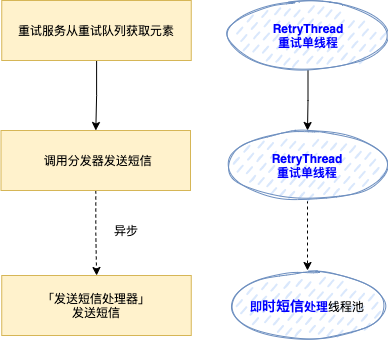 重试服务从重试队列获取元素
RetryThread
重试单线程
调用分发器发送短信
RetryThread
重试单线程
异步
「发送短信处理器」
发送短信
即时短信处理线程池